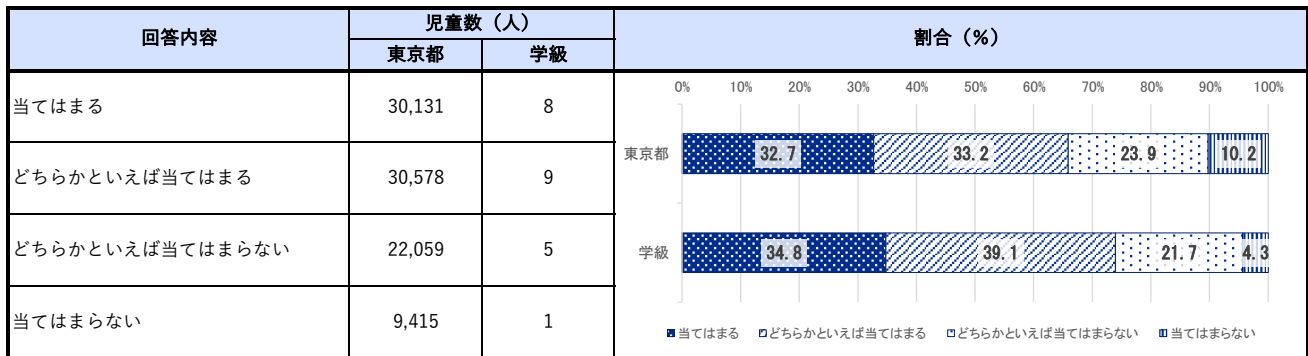 回答内容 児童数（人） 割合（%）
東京都 学級
当てはまる 30,131 8
どちらかといえば当てはまる 30,578 9
どちらかといえば当てはまらない 22,059 5
当てはまらない 9,415 1
0% 10% 20% 30% 40% 50% 60% 70% 80% 90% 100%
東京都 32.7 33.2 23.9 10.2
学級 34.8 39.1 21.7 4.3
当てはまる どちらかといえば当てはまる どちらかといえば当てはまらない 当てはまらない